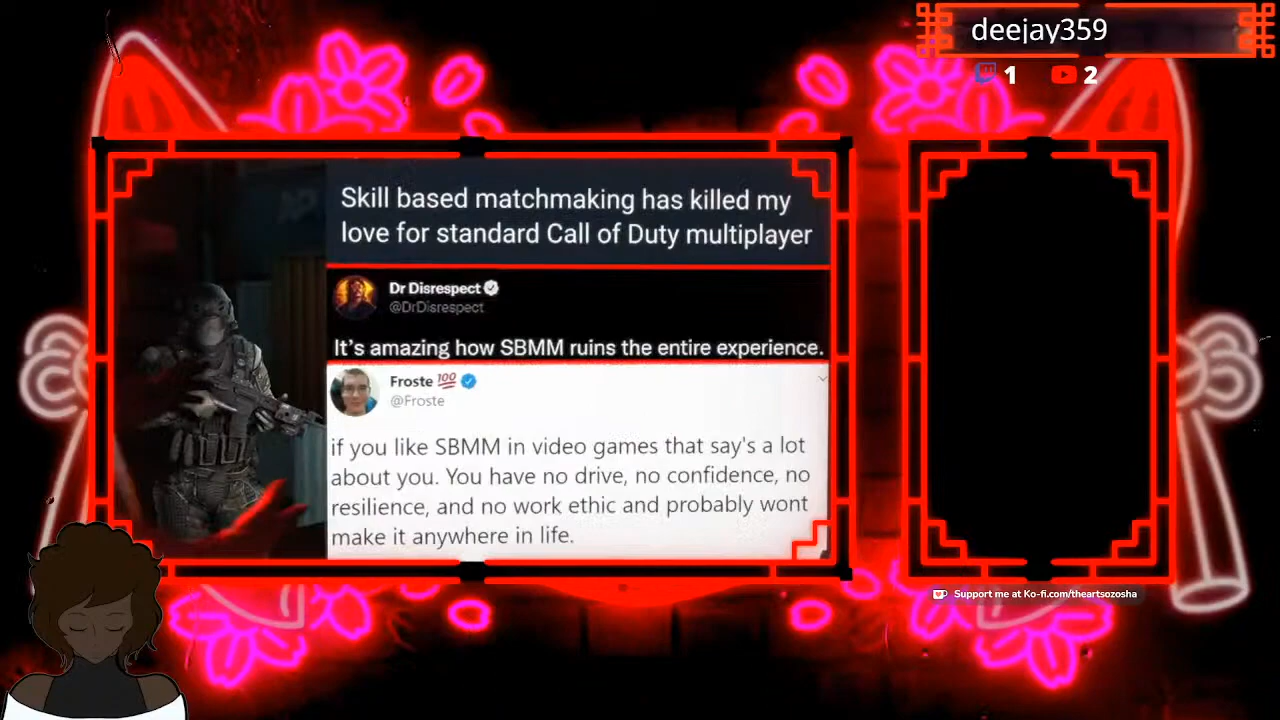 deejay359
1 2
Skill based matchmaking has killed my
love for standard Call of Duty multiplayer
Dr Disrespect
@DrDisrespect
It's amazing how SBMM ruins the entire experience.
Froste 💯
@Froste
if you like SBMM in video games that say's a lot
about you. You have no drive, no confidence, no
resilience, and no work ethic and probably wont
make it anywhere in life.
Support me at Ko-fi.com/theartsozosha